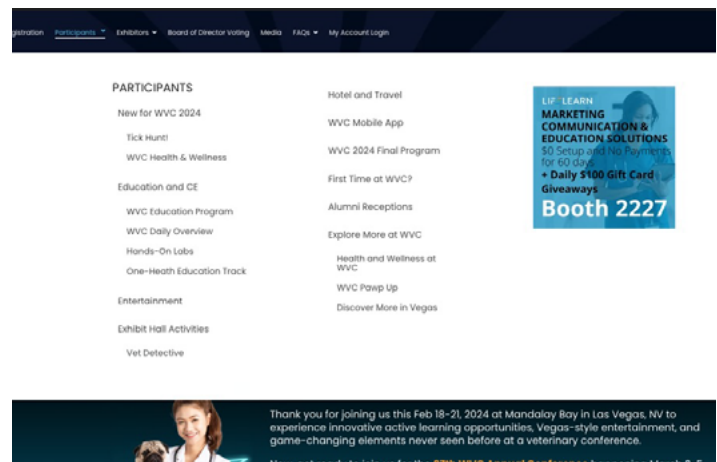 Participants Exhibitors Board of Director Voting Media FAQs My Account Login
PARTICIPANTS
New for WVC 2024
Tick Hunt!
WVC Health & Wellness
Education and CE
WVC Education Program
WVC Daily Overview
Hands-On Labs
One-Heath Education Track
Entertainment
Exhibit Hall Activities
Vet Detective
Hotel and Travel
WVC Mobile App
WVC 2024 Final Program
First Time at WVC?
Alumni Receptions
Explore More at WVC
Health and Wellness at
WVC
WVC Pawp Up
Discover More in Vegas
LIFELEARN
MARKETING
COMMUNICATION &
EDUCATION SOLUTIONS
$0 Setup and No Payments
for 60 days
+ Daily $100 Gift Card
Giveaways
Booth 2227
Thank you for joining us this Feb 18-21, 2024 at Mandalay Bay in Las Vegas, NV to
experience innovative active learning opportunities, Vegas-style entertainment, and
game-changing elements never seen before at a veterinary conference.